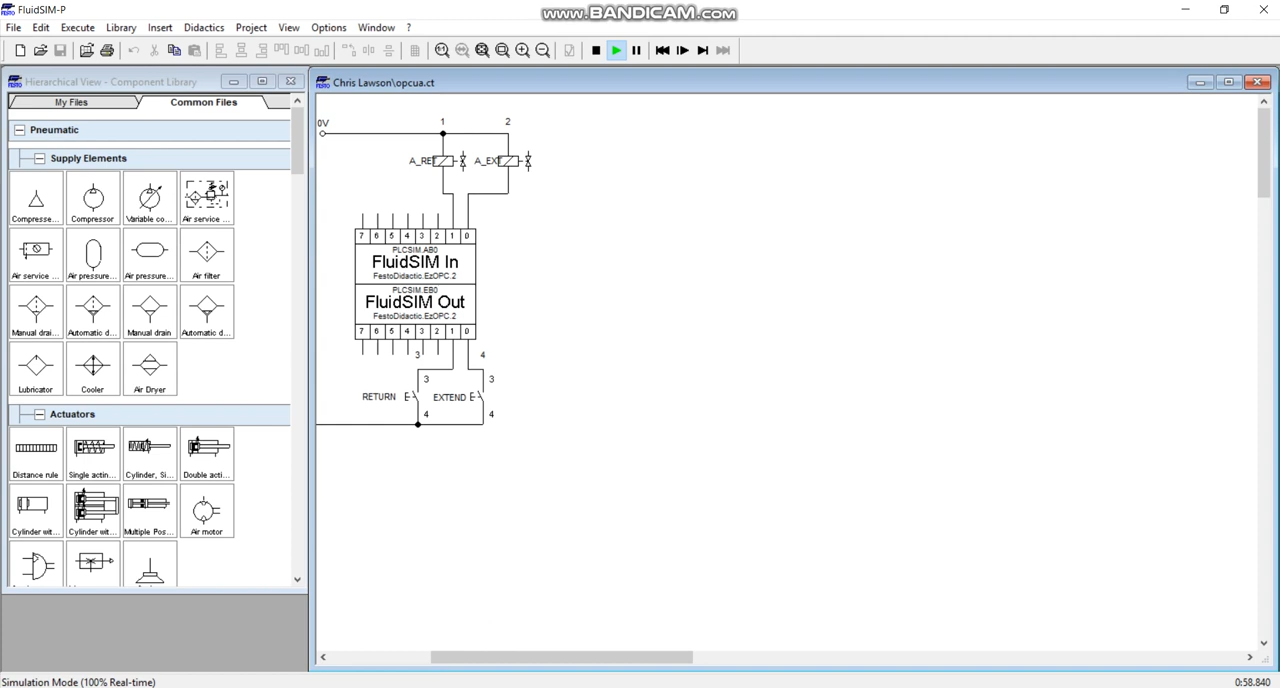 FluidSIM-P
www.BANDICAM.com
File Edit Execute Library Insert Didactics Project View Options Window ?
Hierarchical View - Component Library
My Files
Common Files
Pneumatic
Supply Elements
Compresse...
Compressor
Variable co...
Air service ...
Air service ...
Air pressure...
Air pressure...
Air filter
Manual drai...
Automatic d...
Manual drain
Automatic d...
Lubricator
Cooler
Air Dryer
Actuators
Distance rule
Single actin...
Cylinder, Si...
Double acti...
Cylinder wit...
Cylinder wit...
Multiple Pos...
Air motor
Chris Lawson\opcua.ct
0V
1
2
A_RET
A_EXT
7 6 5 4 3 2 1 0
PLCSIM.AB0
FluidSIM In
FestoDidactic.EzOPC.2
PLCSIM.EB0
FluidSIM Out
FestoDidactic.EzOPC.2
7 6 5 4 3 2 1 0
3
4
3
3
RETURN
EXTEND
4
4
Simulation Mode (100% Real-time)
0:58.840